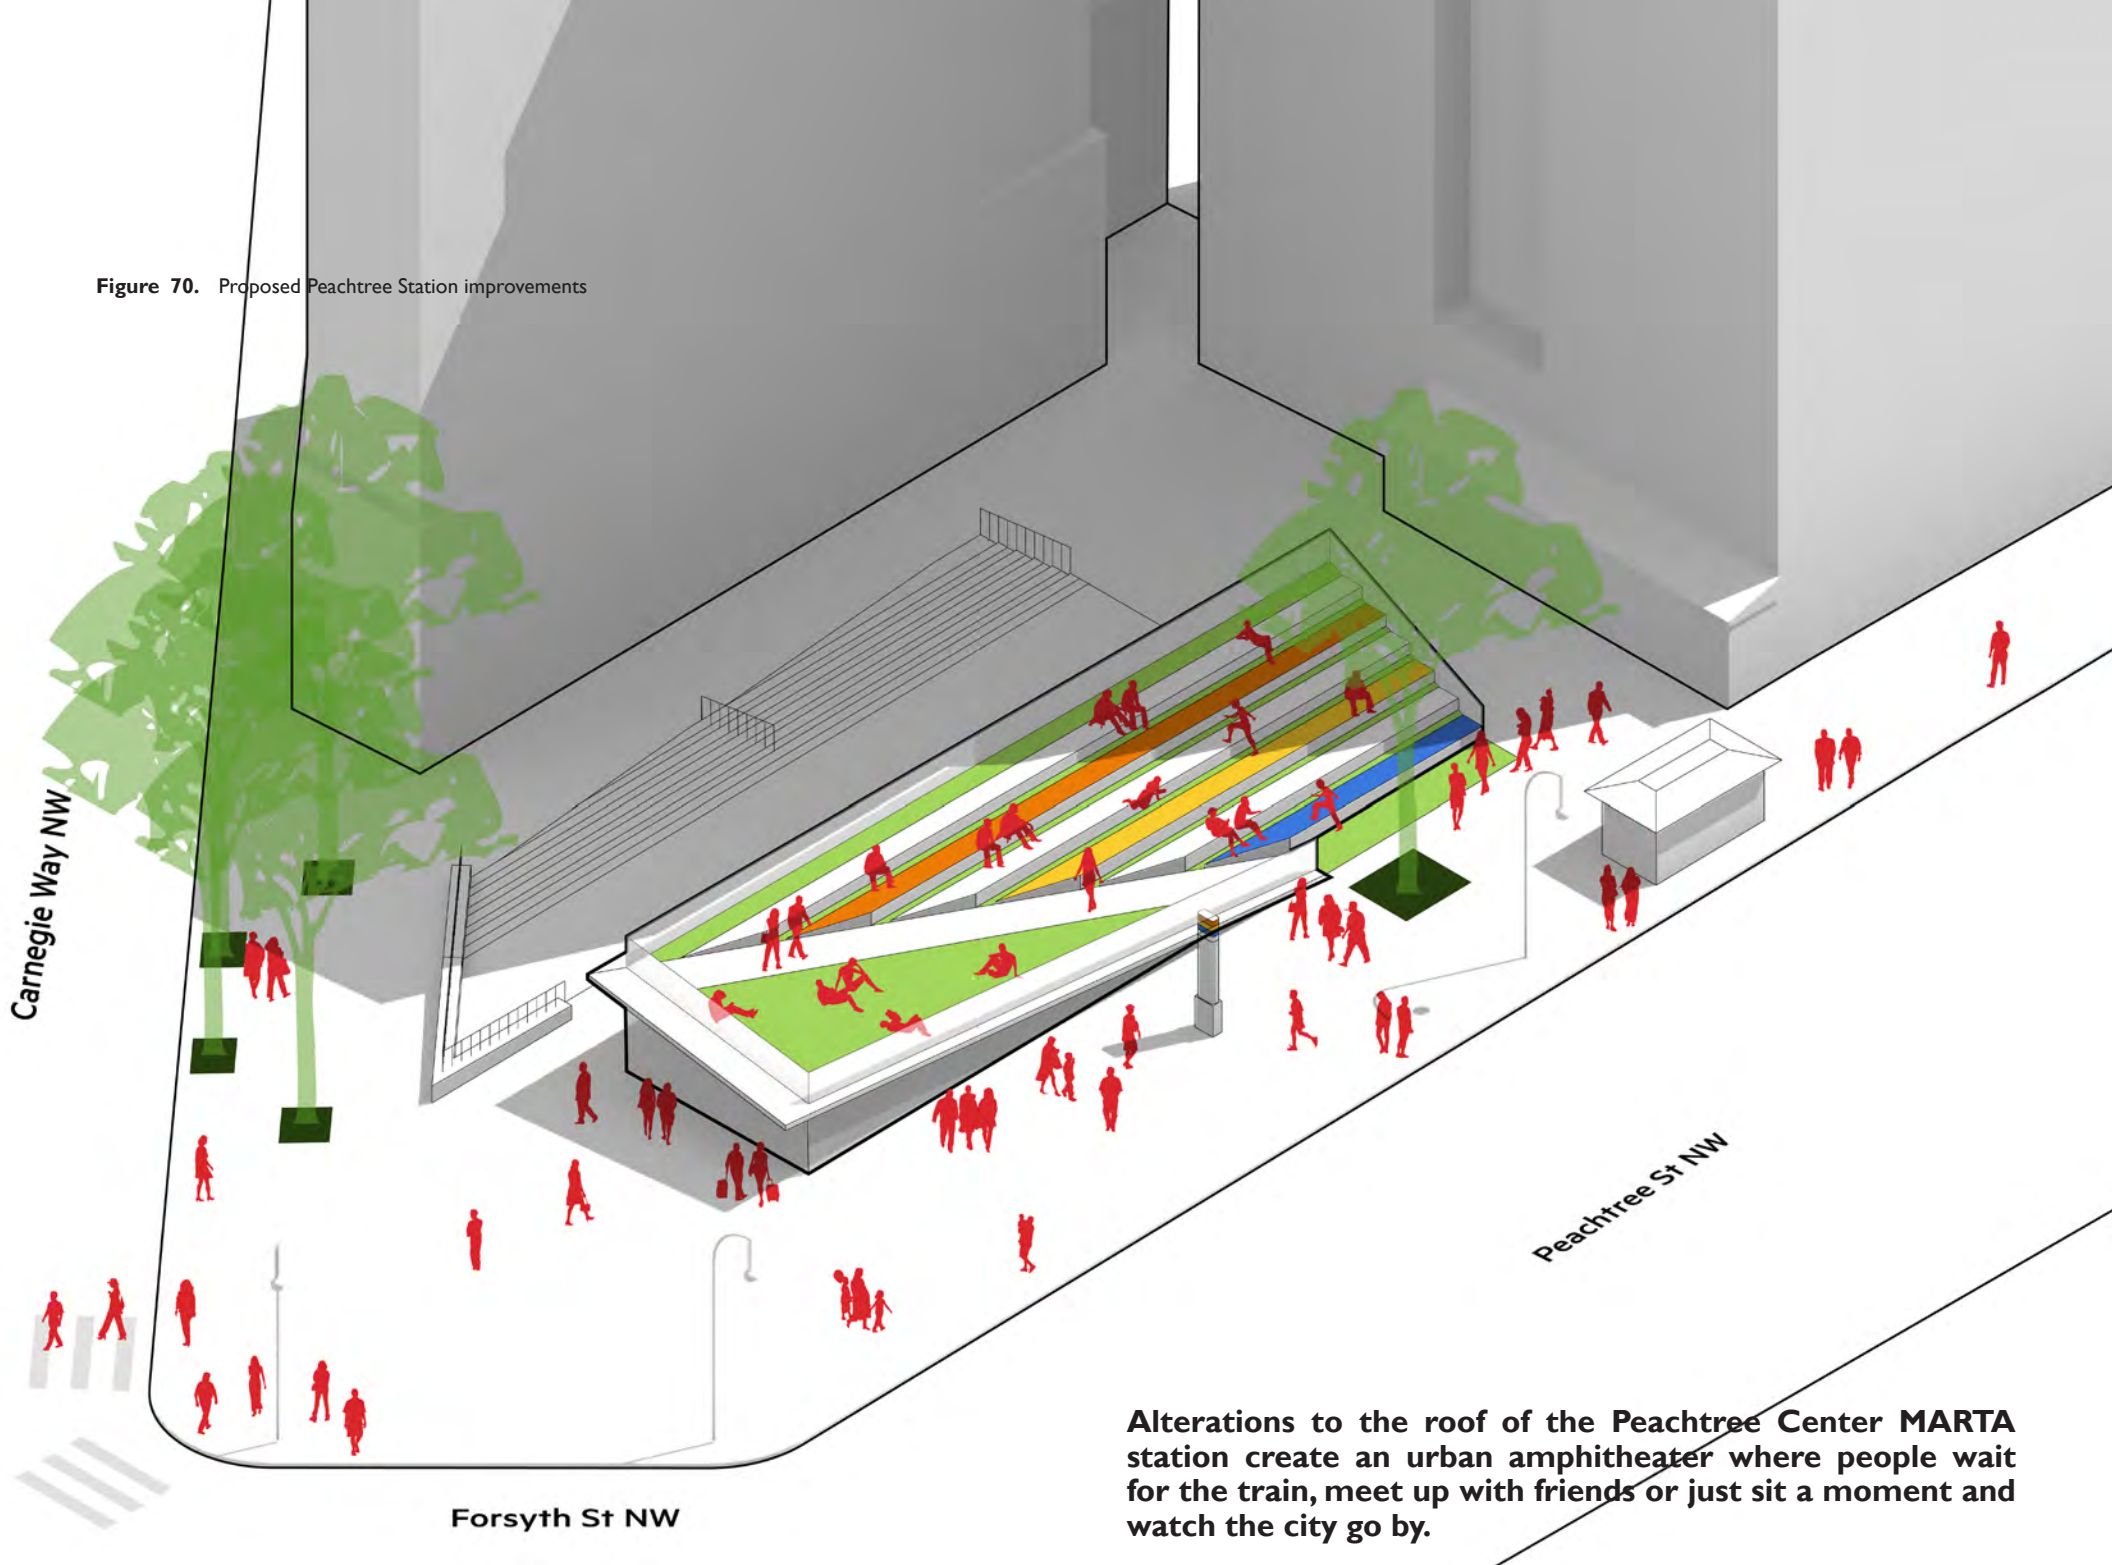 Figure 70. Proposed Peachtree Station improvements
Carnegie Way NW
Peachtree St NW
Forsyth St NW
Alterations to the roof of the Peachtree Center MARTA
station create an urban amphitheater where people wait
for the train, meet up with friends or just sit a moment and
watch the city go by.